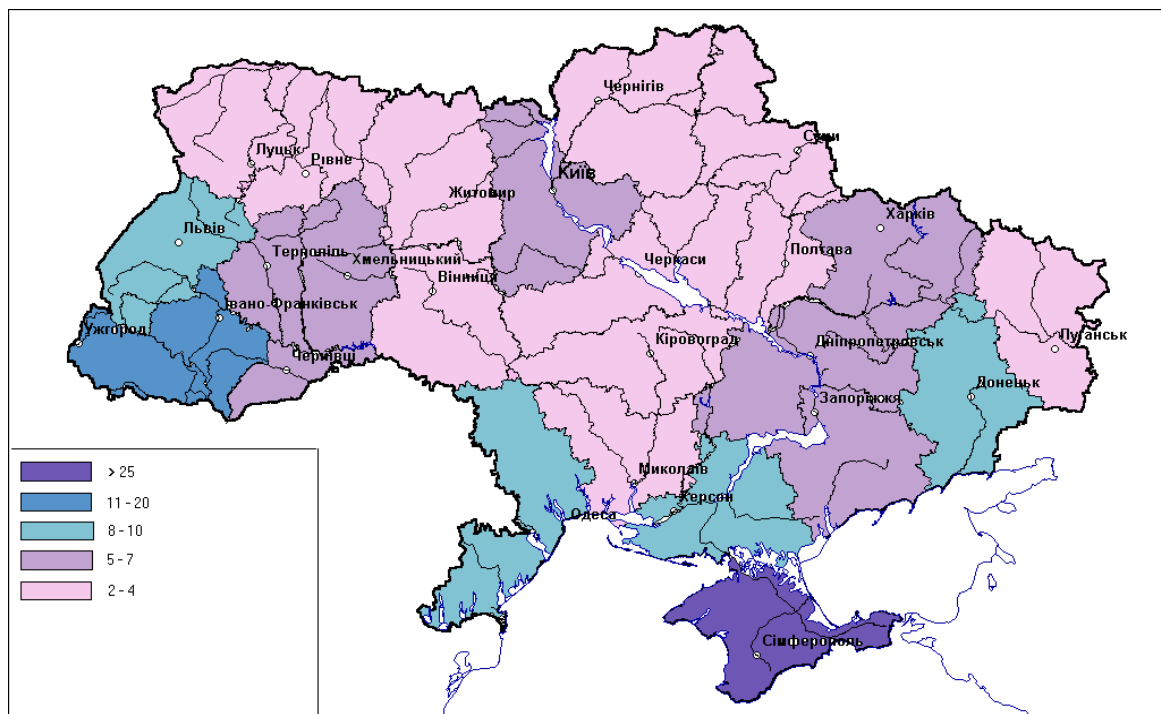 Чернігів
Суми
Луцьк
Рівне
Київ
Житомир
Харків
Львів
Тернопіль
Хмельницький
Полтава
Черкаси
Вінниця
Івано-Франківськ
Ужгород
Кіровоград
Дніпропетровськ
Луганськ
Чернівці
Донецьк
Запоріжжя
Миколаїв
Херсон
Одеса
Сімферополь
> 25
11 - 20
8 - 10
5 - 7
2 - 4